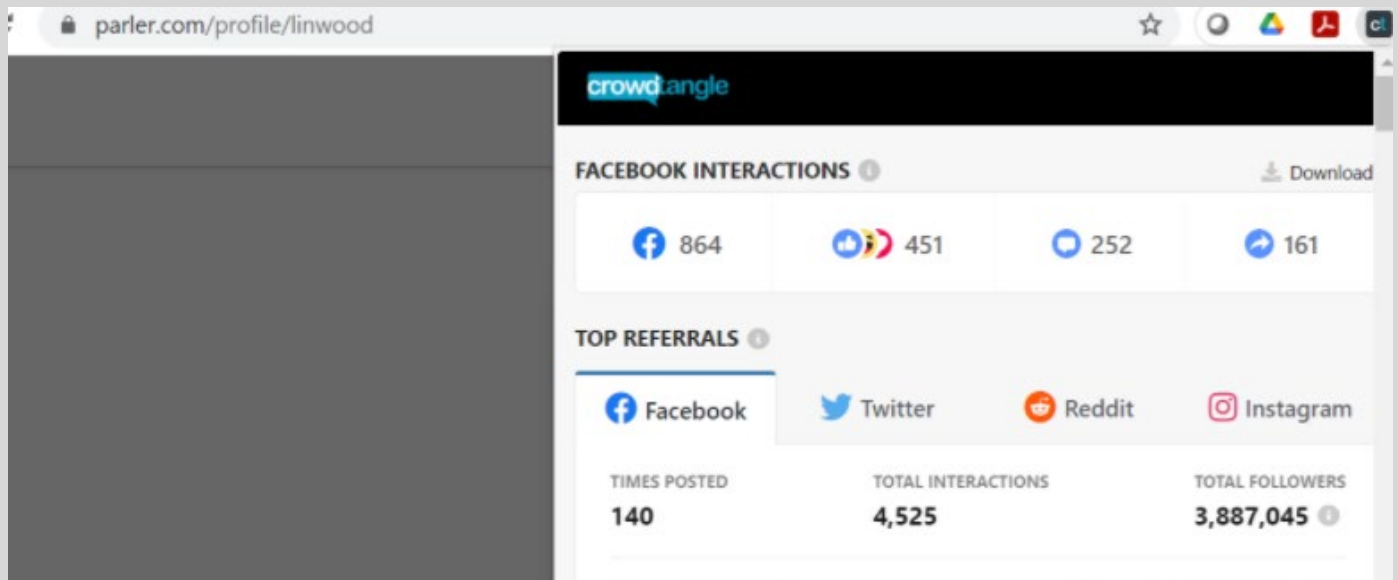 parler.com/profile/linwood
crowdtangle
FACEBOOK INTERACTIONS
Download
864 451 252 161
TOP REFERRALS
Facebook Twitter Reddit Instagram
TIMES POSTED TOTAL INTERACTIONS TOTAL FOLLOWERS
140 4,525 3,887,045